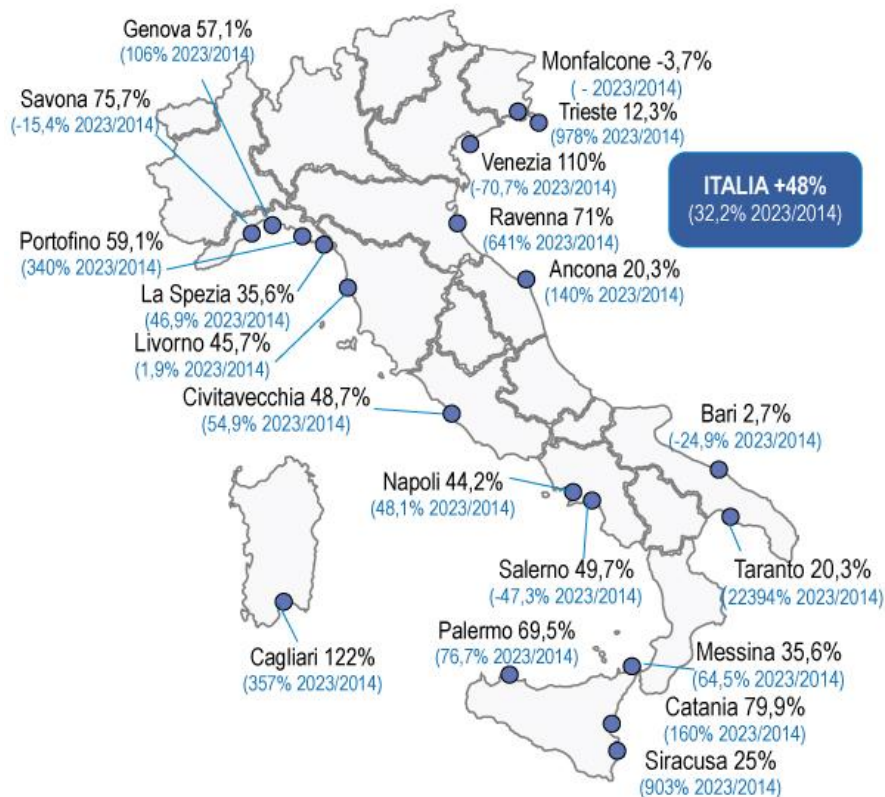 Genova 57,1%
(106% 2023/2014)
Savona 75,7%
(-15,4% 2023/2014)
Portofino 59,1%
(340% 2023/2014)
La Spezia 35,6%
(46,9% 2023/2014)
Livorno 45,7%
(1,9% 2023/2014)
Civitavecchia 48,7%
(54,9% 2023/2014)
Monfalcone -3,7%
( - 2023/2014)
Trieste 12,3%
(978% 2023/2014)
Venezia 110%
(-70,7% 2023/2014)
Ravenna 71%
(641% 2023/2014)
Ancona 20,3%
(140% 2023/2014)
ITALIA +48%
(32,2% 2023/2014)
Bari 2,7%
(-24,9% 2023/2014)
Napoli 44,2%
(48,1% 2023/2014)
Salerno 49,7%
(-47,3% 2023/2014)
Taranto 20,3%
(22394% 2023/2014)
Cagliari 122%
(357% 2023/2014)
Palermo 69,5%
(76,7% 2023/2014)
Messina 35,6%
(64,5% 2023/2014)
Catania 79,9%
(160% 2023/2014)
Siracusa 25%
(903% 2023/2014)